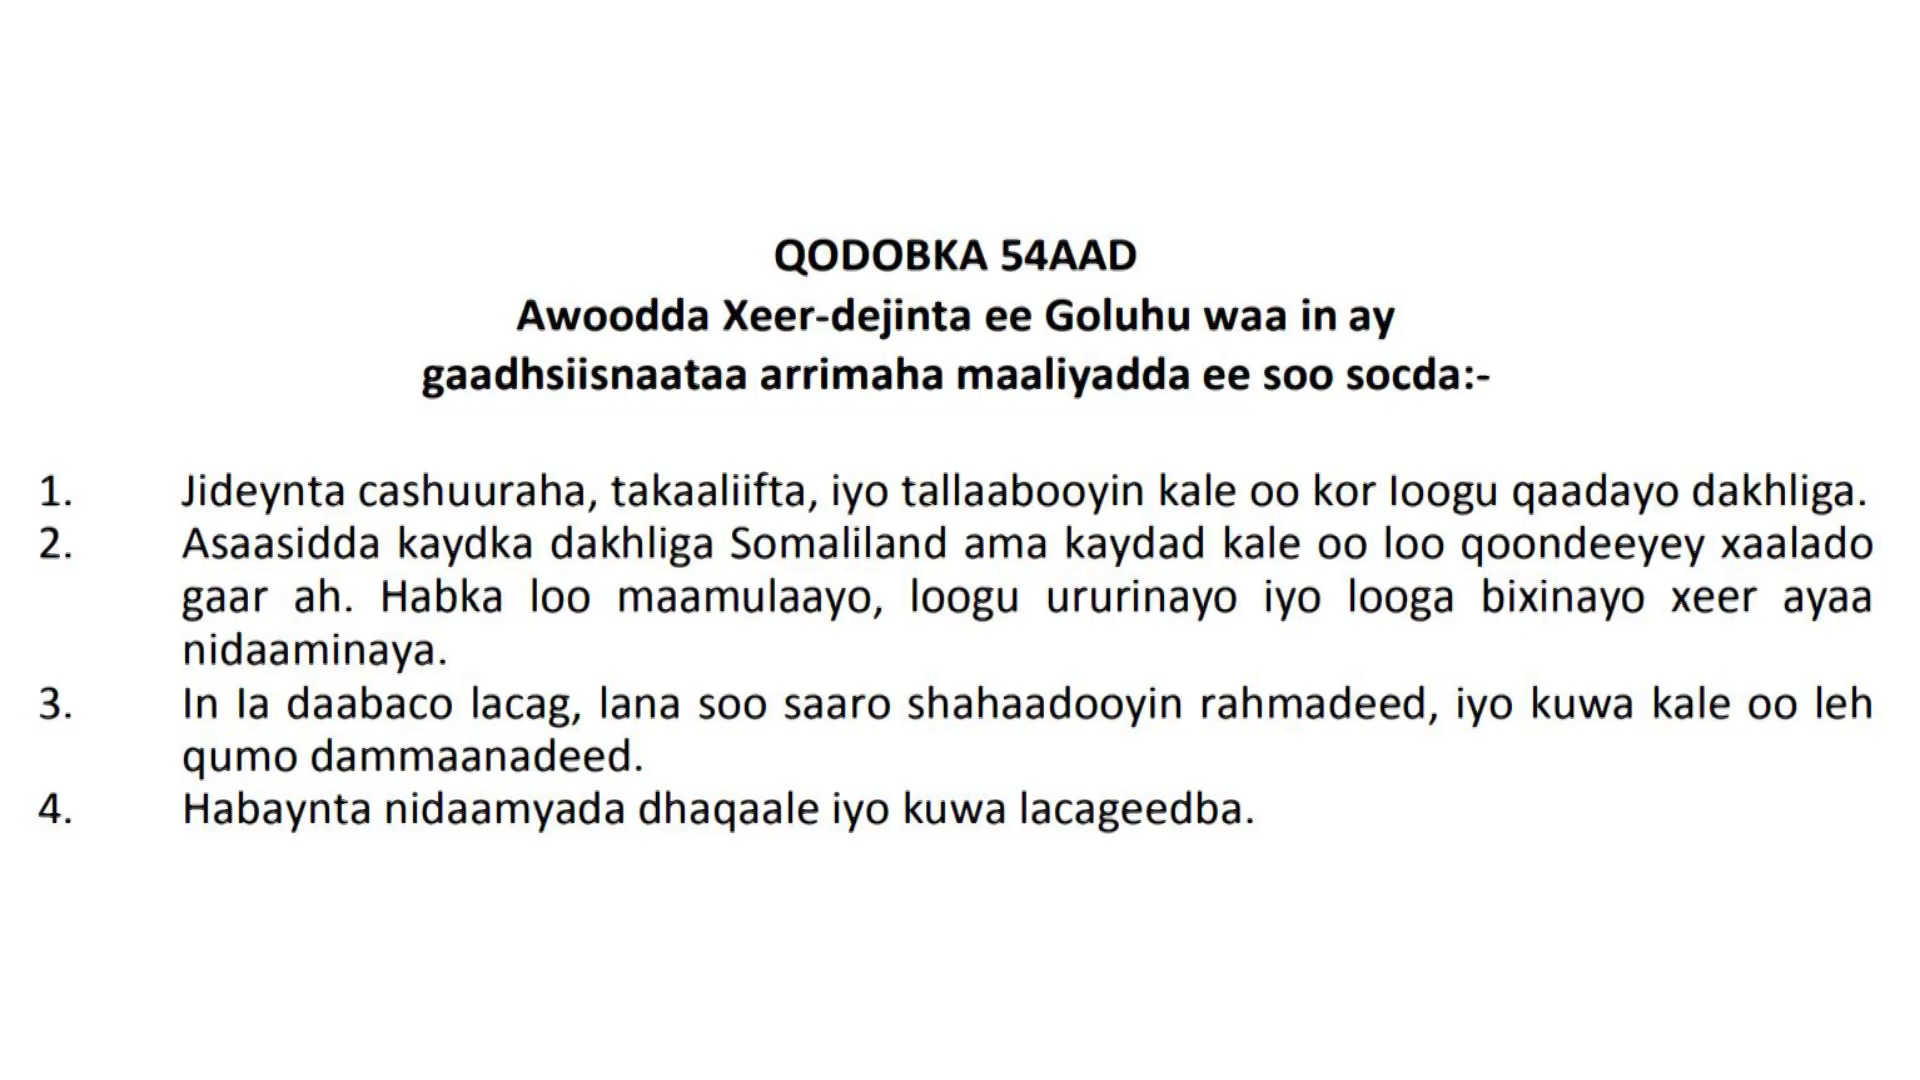 QODOBKA 54AAD
Awoodda Xeer-dejinta ee Goluhu waa in ay
gaadhsiisnaataa arrimaha maaliyadda ee soo socda:-
1. Jideynta cashuuraha, takaaliifta, iyo tallaabooyin kale oo kor loogu qaadayo dakhliga.
2. Asaasidda kaydka dakhliga Somaliland ama kaydad kale oo loo qoondeeyey xaalado
gaar ah. Habka loo maamulaayo, loogu ururinayo iyo looga bixinayo xeer ayaa
nidaaminaya.
3. In la daabaco lacag, lana soo saaro shahaadooyin rahmadeed, iyo kuwa kale oo leh
qumo dammaanadeed.
4. Habaynta nidaamyada dhaqaale iyo kuwa lacageedba.